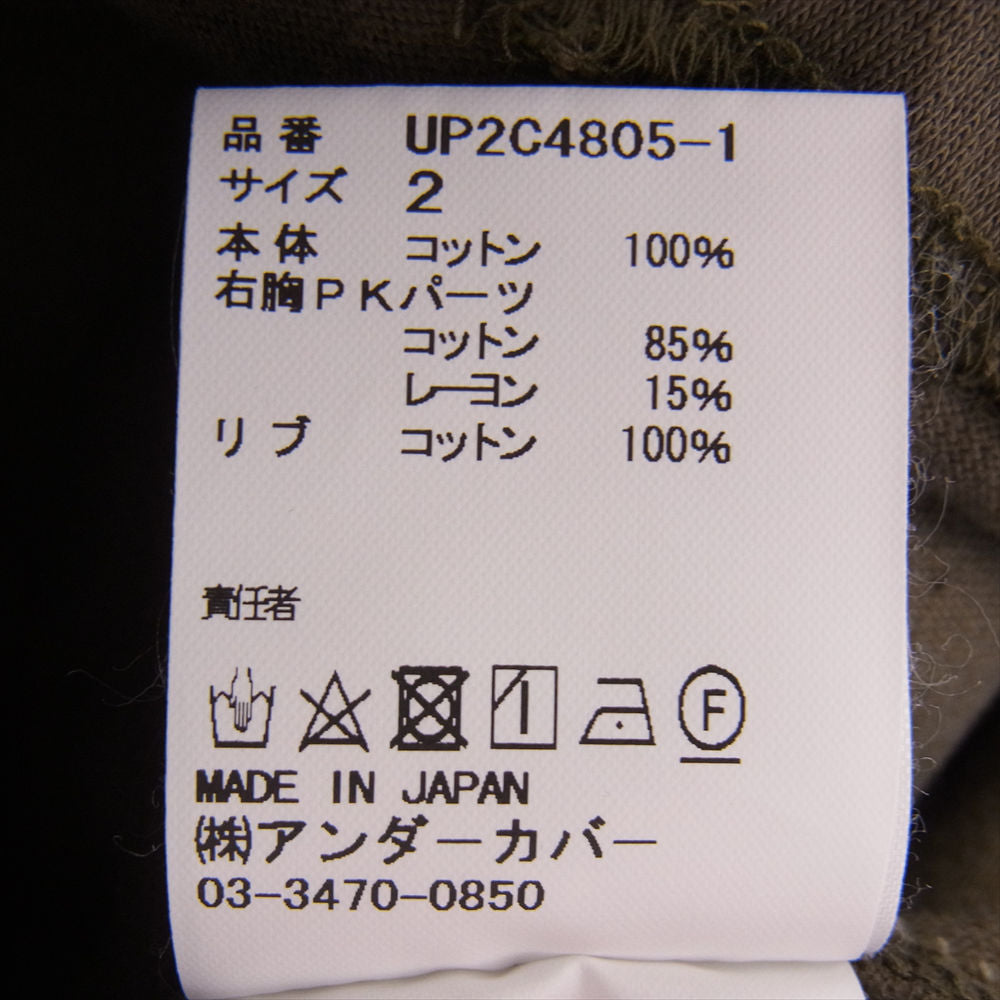 品番 UP2C4805-1
サイズ 2
本体 コットン 100%
右胸PKパーツ
コットン 85%
レーヨン 15%
リブ コットン 100%
責任者
F
MADE IN JAPAN
(株)アンダーカバー
03-3470-0850